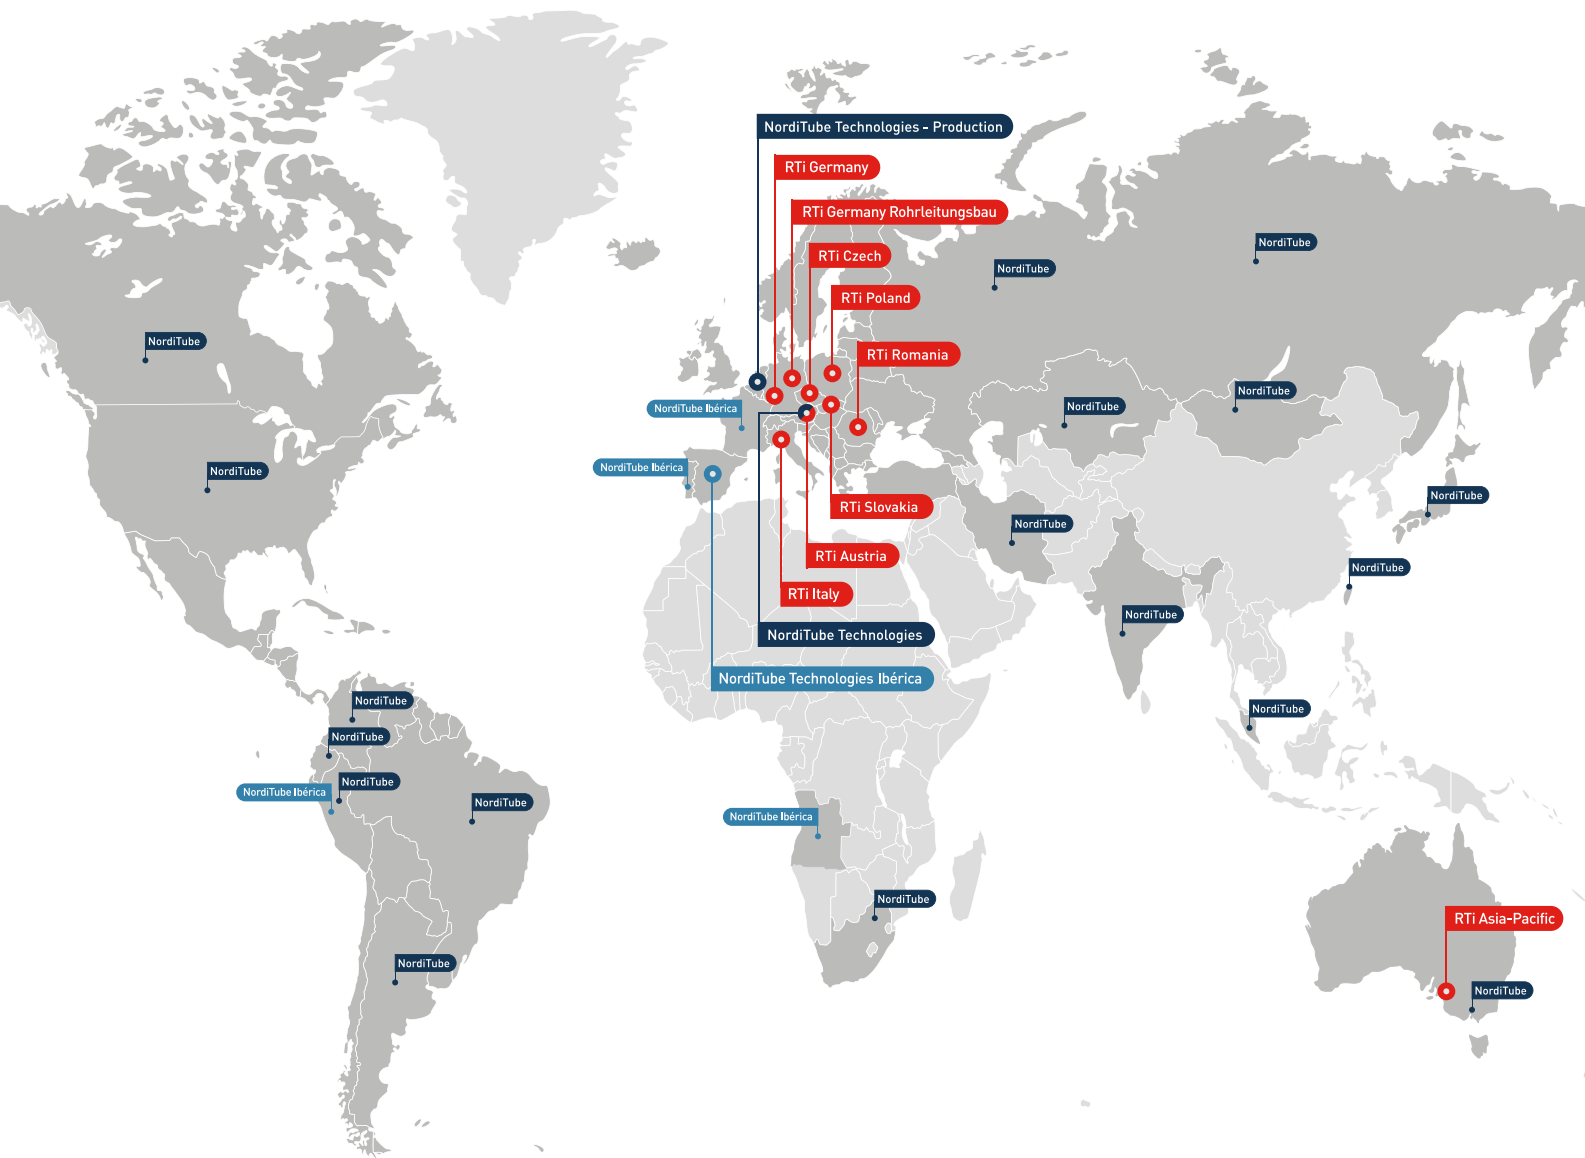 NordiTube Technologies - Production
RTi Germany
RTi Germany Rohrleitungsbau
NordiTube
RTi Czech
NordiTube
RTi Poland
NordiTube
RTi Romania
NordiTube
NordiTube Ibérica
NordiTube
NordiTube Ibérica
NordiTube
NordiTube
RTi Slovakia
NordiTube
RTi Austria
NordiTube
RTi Italy
NordiTube
NordiTube Technologies
NordiTube Technologies Ibérica
NordiTube
NordiTube
NordiTube
NordiTube
NordiTube Ibérica
NordiTube
NordiTube Ibérica
NordiTube
RTi Asia-Pacific
NordiTube
NordiTube